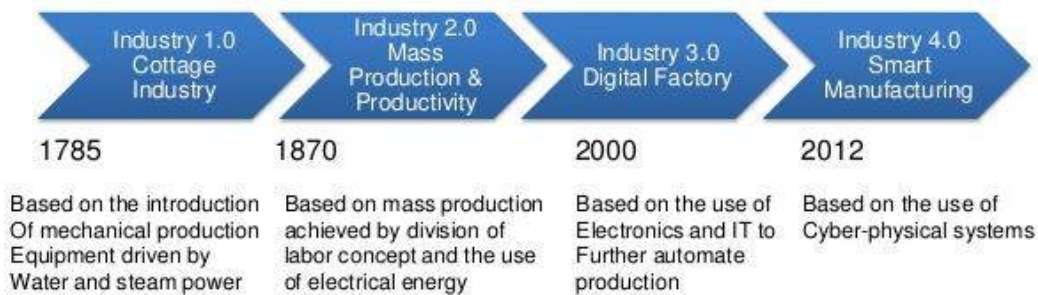 Industry 1.0
Cottage
Industry
Industry 2.0
Mass
Production &
Productivity
Industry 3.0
Digital Factory
Industry 4.0
Smart
Manufacturing
1785
1870
2000
2012
Based on the introduction
Of mechanical production
Equipment driven by
Water and steam power
Based on mass production
achieved by division of
labor concept and the use
of electrical energy
Based on the use of
Electronics and IT to
Further automate
production
Based on the use of
Cyber-physical systems